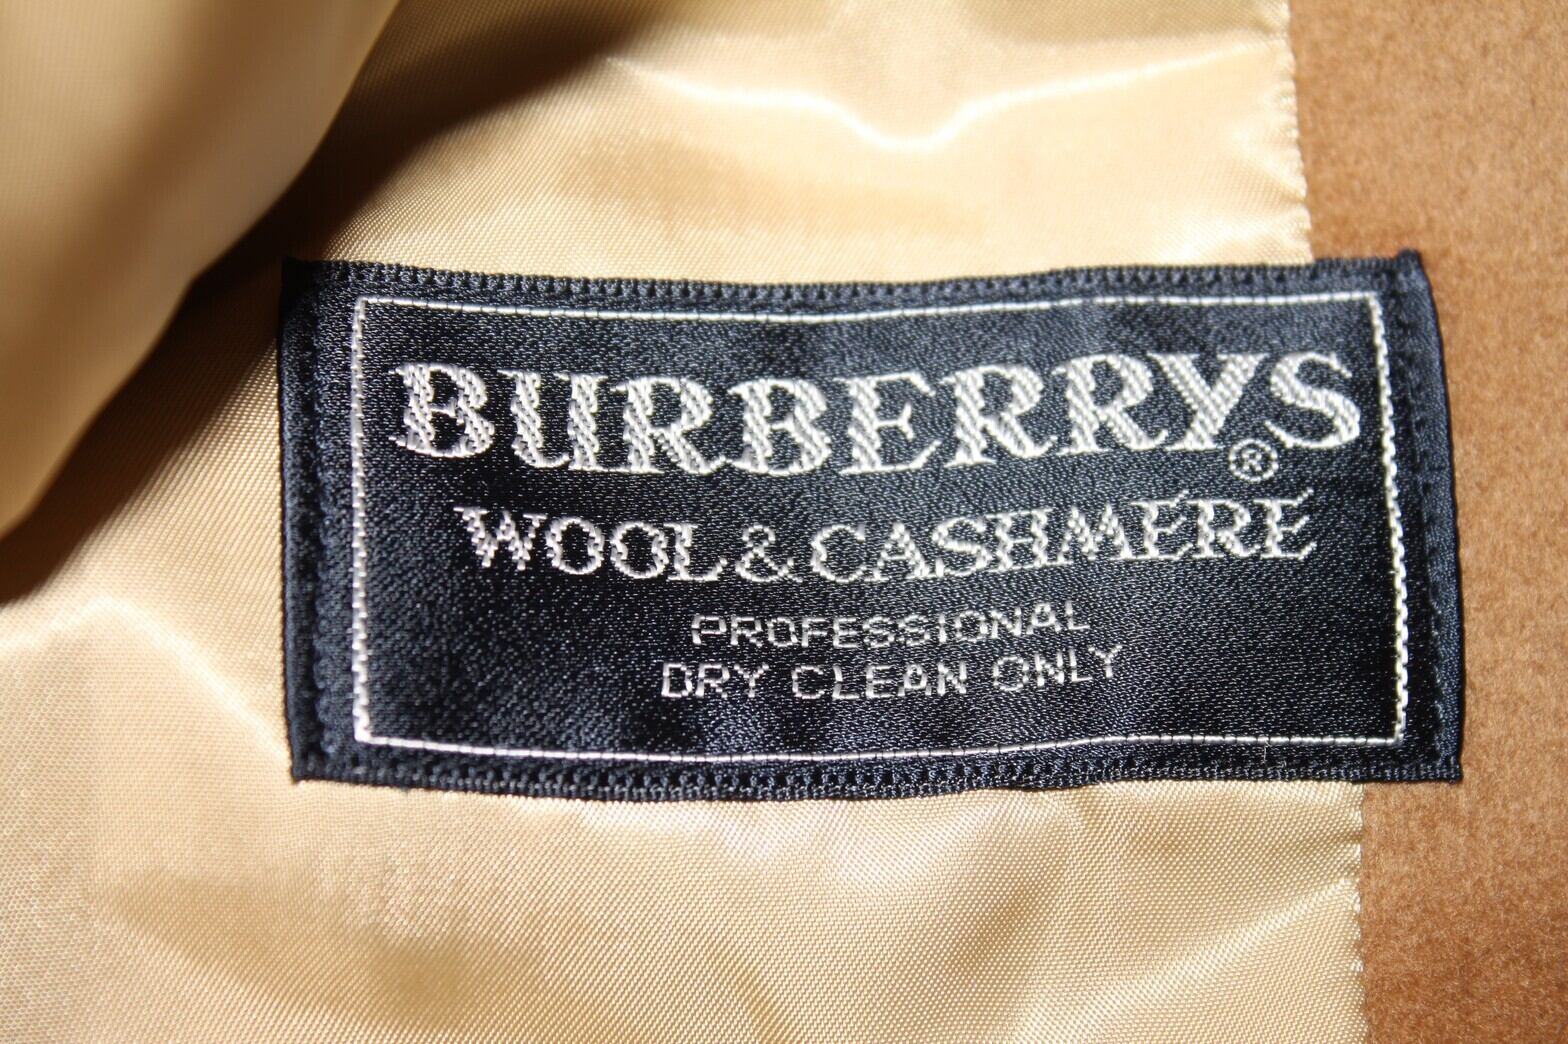 BURBERRYS®
WOOL & CASHMERE
PROFESSIONAL
DRY CLEAN ONLY